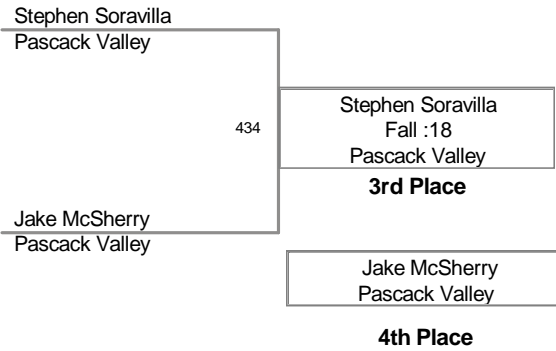 Stephen Soravilla
Pascack Valley
434
Stephen Soravilla
Fall :18
Pascack Valley
3rd Place
Jake McSherry
Pascack Valley
Jake McSherry
Pascack Valley
4th Place